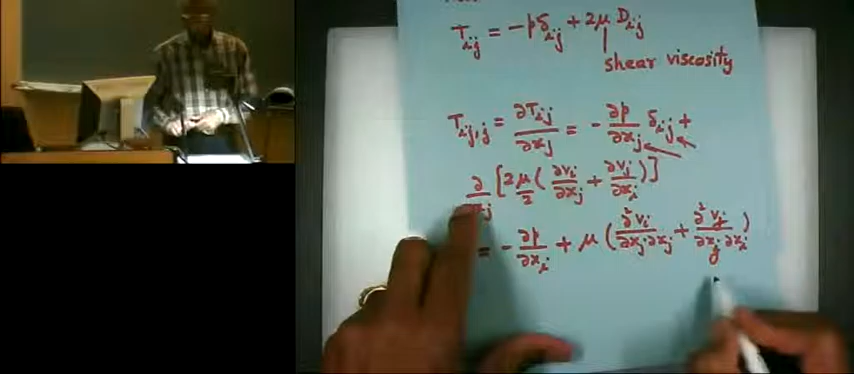 T_ij = -pδ_ij + 2μ D_ij
shear viscosity
T_ij,j = ∂T_ij/∂x_j = - ∂p/∂x_j δ_ij +
∂/∂x_j [ 2μ/2 ( ∂v_i/∂x_j + ∂v_j/∂x_i ) ]
= - ∂p/∂x_i + μ ( ∂²v_i/∂x_j∂x_j + ∂²v_j/∂x_j∂x_i )